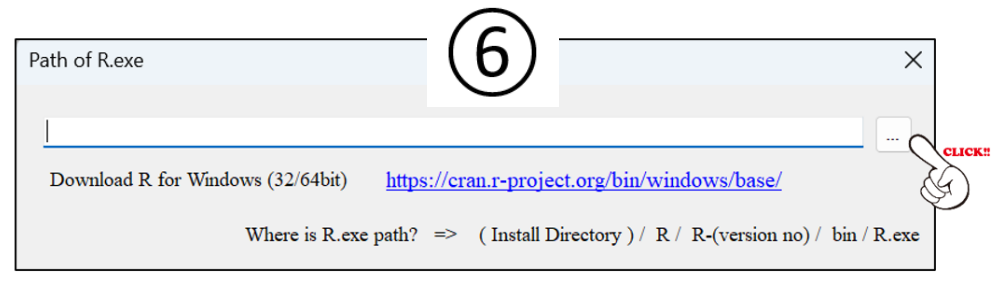 ⑥
Path of R.exe
...
CLICK!!
Download R for Windows (32/64bit) https://cran.r-project.org/bin/windows/base/
Where is R.exe path? => ( Install Directory ) / R / R-(version no) / bin / R.exe